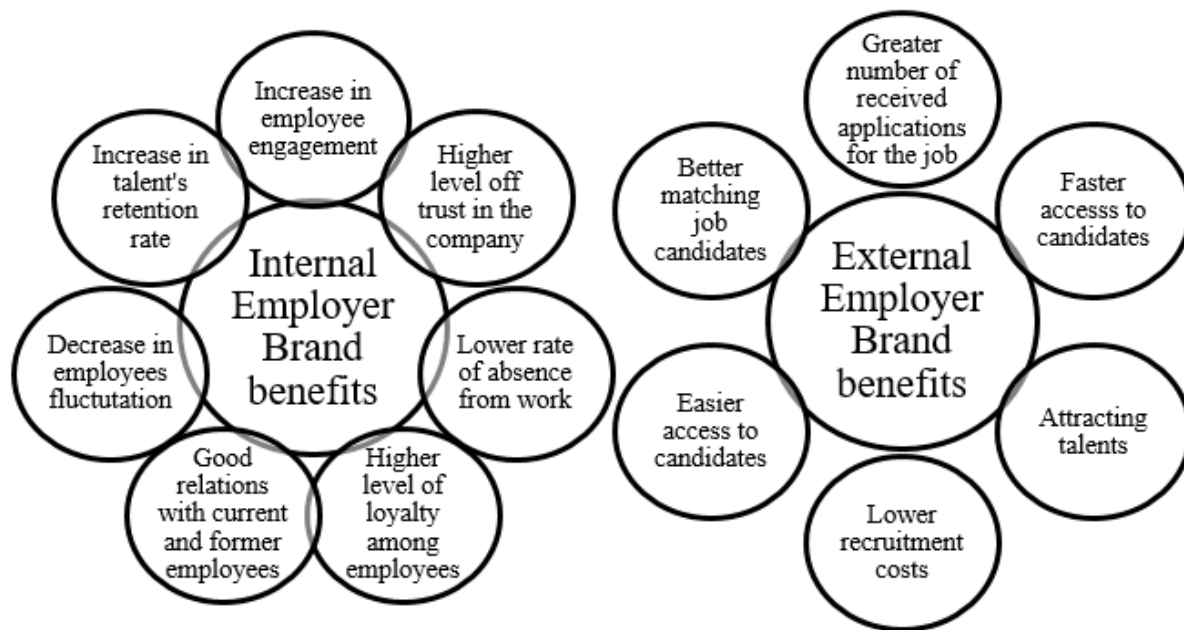 Increase in
employee
engagement
Higher
level off
trust in the
company
Lower rate
of absence
from work
Higher
level of
loyalty
among
employees
Good
relations
with current
and former
employees
Decrease in
employees
fluctutation
Increase in
talent's
retention
rate
Internal
Employer
Brand
benefits
Greater
number of
received
applications
for the job
Faster
accesss to
candidates
Attracting
talents
Lower
recruitment
costs
Easier
access to
candidates
Better
matching
job
candidates
External
Employer
Brand
benefits